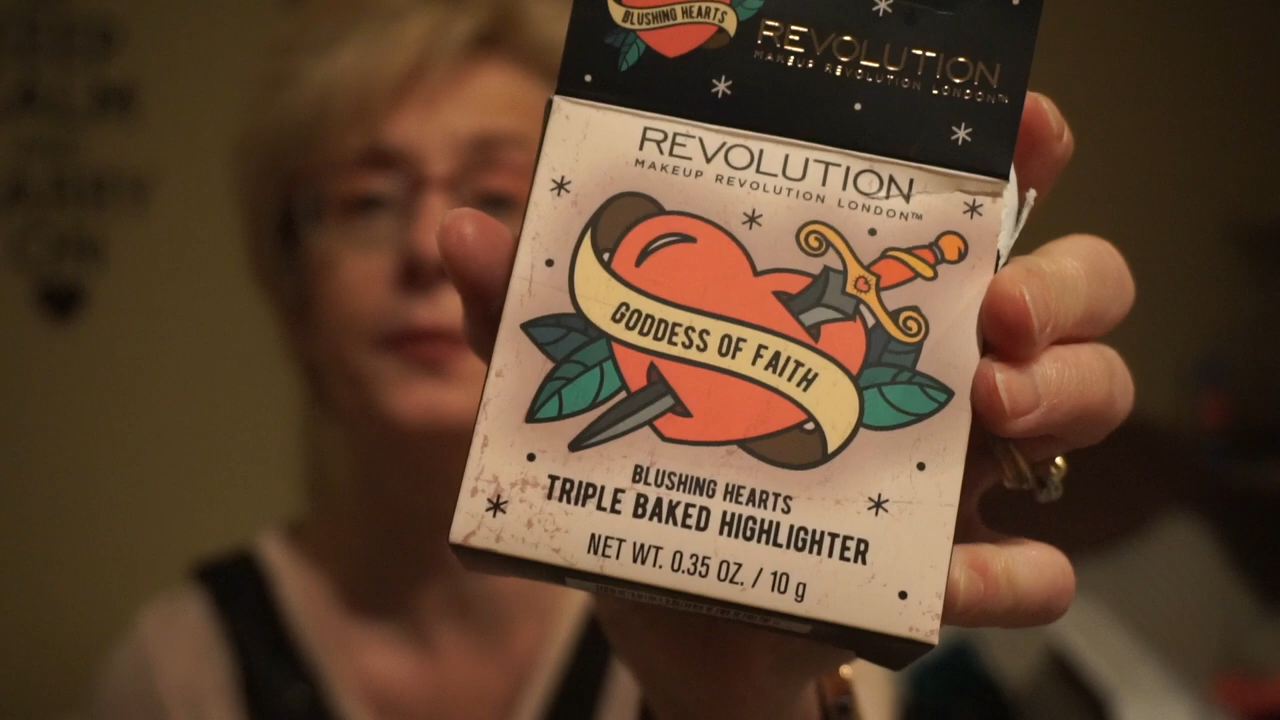 BLUSHING HEARTS
REVOLUTION
MAKEUP REVOLUTION LONDON™
REVOLUTION
MAKEUP REVOLUTION LONDON™
GODDESS OF FAITH
BLUSHING HEARTS
TRIPLE BAKED HIGHLIGHTER
NET WT. 0.35 OZ. / 10 g